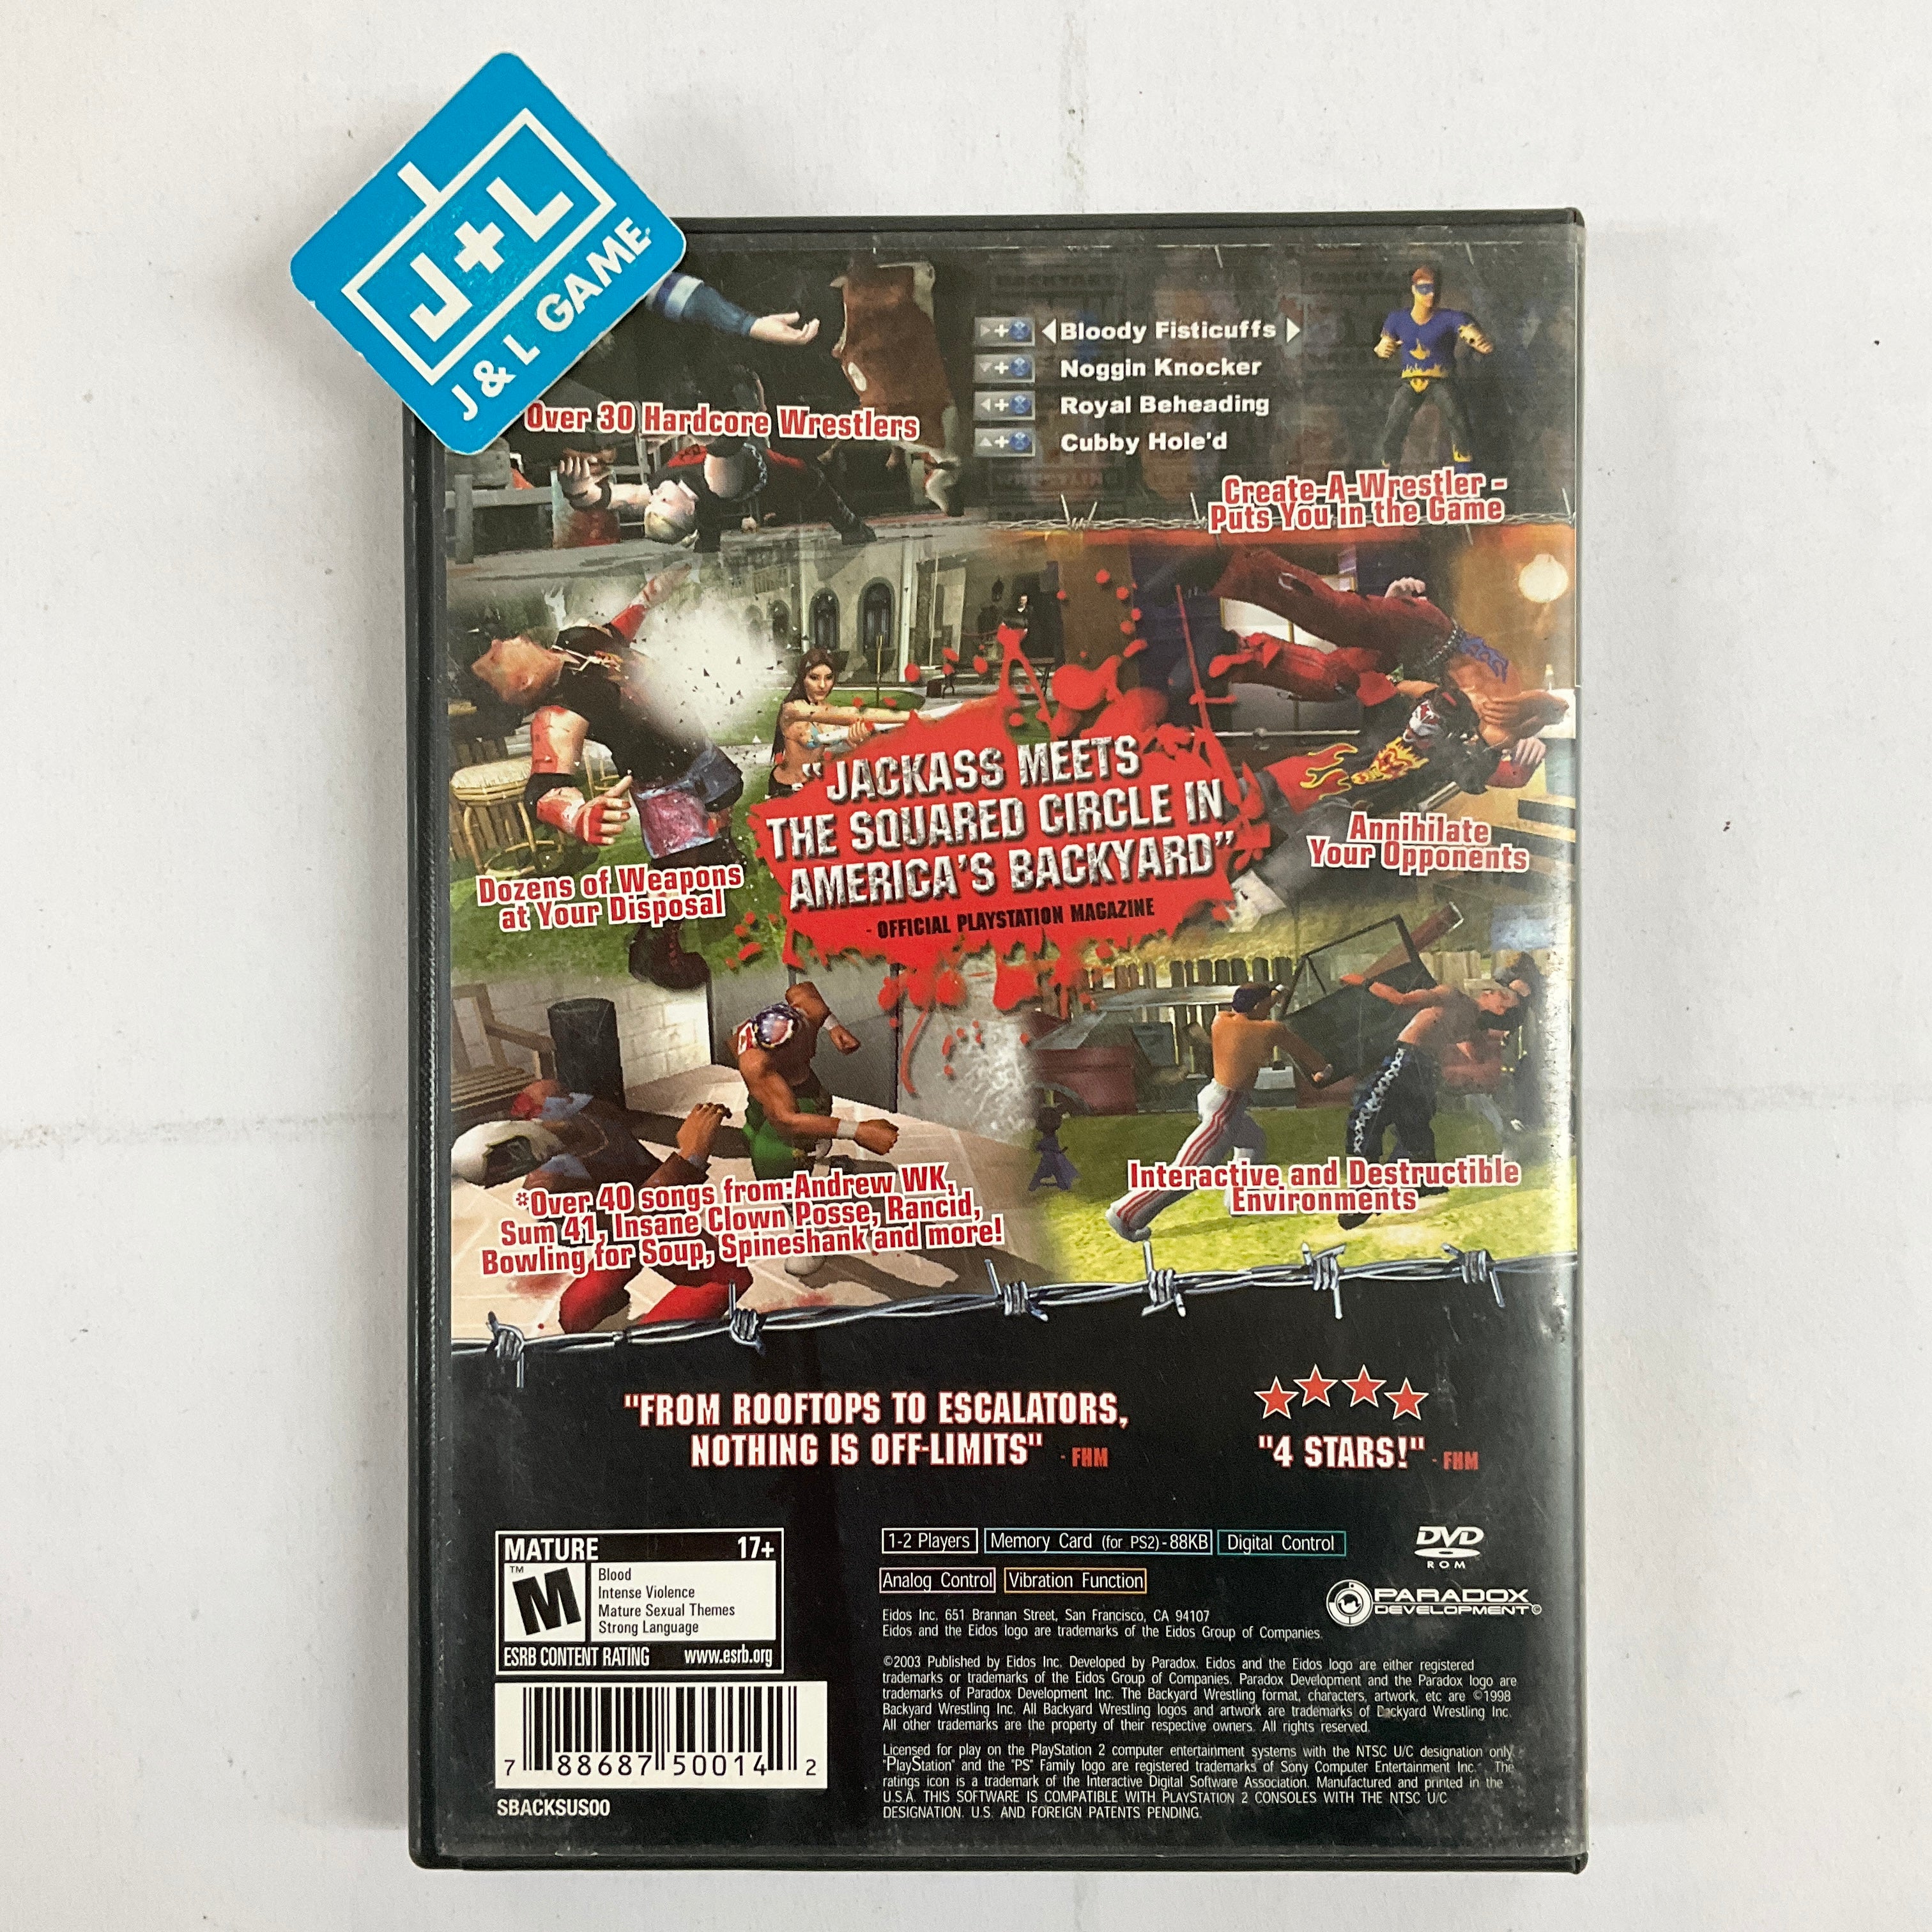 J+L
J & L GAME
Over 30 Hardcore Wrestlers
Bloody Fisticuffs
Noggin Knocker
Royal Beheading
Cubby Hole'd
Create-A-Wrestler -
Puts You in the Game
"JACKASS MEETS
THE SQUARED CIRCLE IN
AMERICA'S BACKYARD"
- OFFICIAL PLAYSTATION MAGAZINE
Dozens of Weapons
at Your Disposal
Annihilate
Your Opponents
*Over 40 songs from:Andrew WK,
Sum 41, Insane Clown Posse, Rancid,
Bowling for Soup, Spineshank and more!
Interactive and Destructible
Environments
"FROM ROOFTOPS TO ESCALATORS,
NOTHING IS OFF-LIMITS" - FHM
"4 STARS!" - FHM
MATURE 17+
M
Blood
Intense Violence
Mature Sexual Themes
Strong Language
ESRB CONTENT RATING www.esrb.org
7 88687 50014 2
SBACKSUS00
1-2 Players Memory Card (for PS2)-88KB Digital Control
Analog Control Vibration Function
DVD
ROM
PARADOX
DEVELOPMENT©
Eidos Inc. 651 Brannan Street, San Francisco, CA 94107
Eidos and the Eidos logo are trademarks of the Eidos Group of Companies.
©2003 Published by Eidos Inc. Developed by Paradox. Eidos and the Eidos logo are either registered
trademarks or trademarks of the Eidos Group of Companies. Paradox Development and the Paradox logo are
trademarks of Paradox Development Inc. The Backyard Wrestling format, characters, artwork, etc are ©1998
Backyard Wrestling Inc. All Backyard Wrestling logos and artwork are trademarks of Backyard Wrestling Inc.
All other trademarks are the property of their respective owners. All rights reserved.
Licensed for play on the PlayStation 2 computer entertainment systems with the NTSC U/C designation only.
"PlayStation" and the "PS" Family logo are registered trademarks of Sony Computer Entertainment Inc. The
ratings icon is a trademark of the Interactive Digital Software Association. Manufactured and printed in the
U.S.A. THIS SOFTWARE IS COMPATIBLE WITH PLAYSTATION 2 CONSOLES WITH THE NTSC U/C
DESIGNATION. U.S. AND FOREIGN PATENTS PENDING.